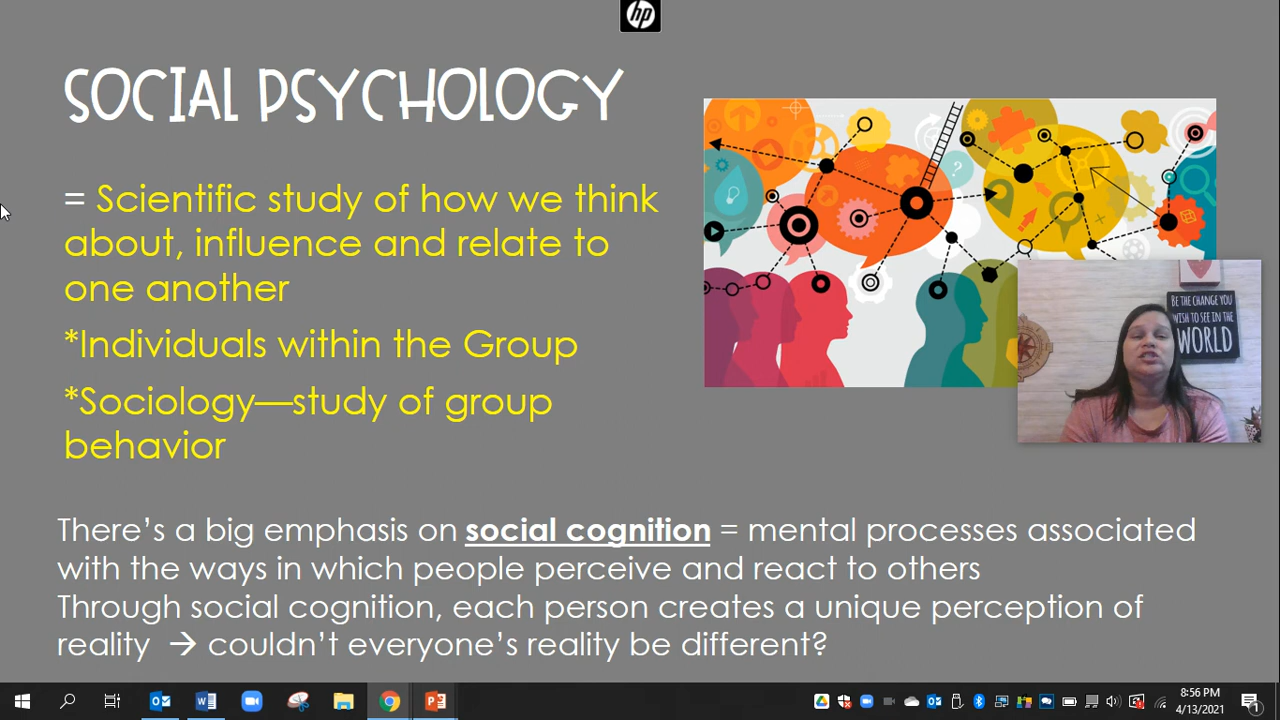 hp
SOCIAL PSYCHOLOGY
= Scientific study of how we think
about, influence and relate to
one another
*Individuals within the Group
*Sociology—study of group
behavior
?
BE THE CHANGE YOU
WISH TO SEE IN THE
WORLD
There's a big emphasis on social cognition = mental processes associated
with the ways in which people perceive and react to others
Through social cognition, each person creates a unique perception of
reality → couldn't everyone's reality be different?
8:56 PM
4/13/2021